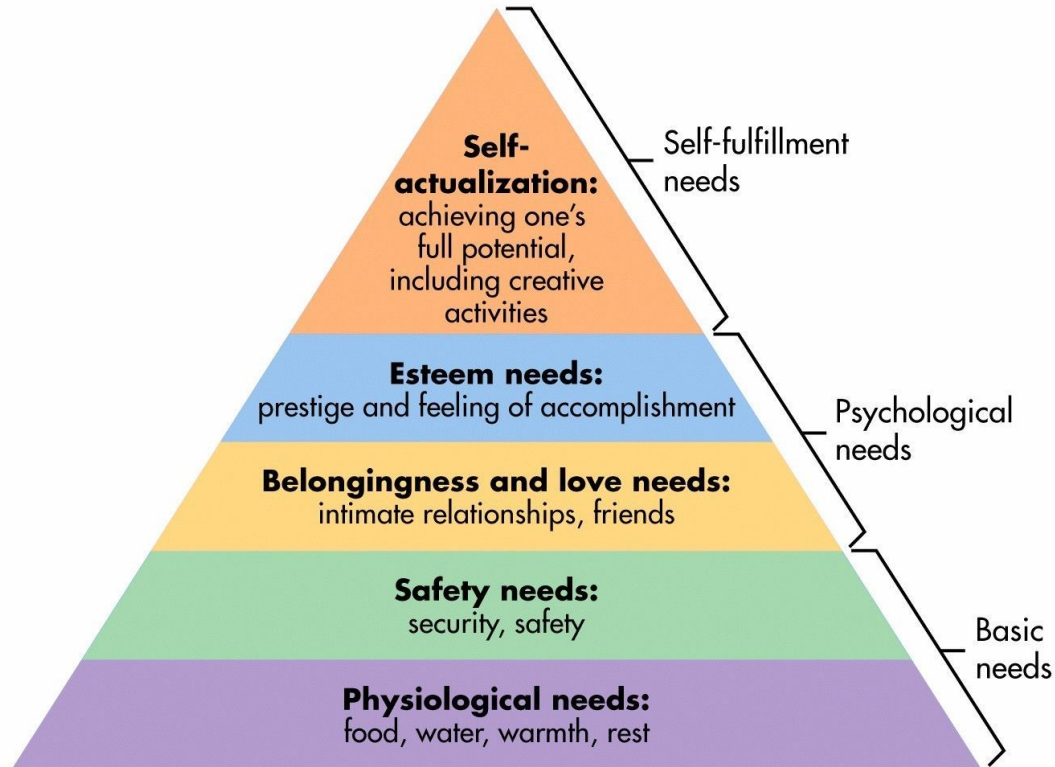 Self-
actualization:
achieving one's
full potential,
including creative
activities
Self-fulfillment
needs
Esteem needs:
prestige and feeling of accomplishment
Psychological
needs
Belongingness and love needs:
intimate relationships, friends
Safety needs:
security, safety
Basic
needs
Physiological needs:
food, water, warmth, rest